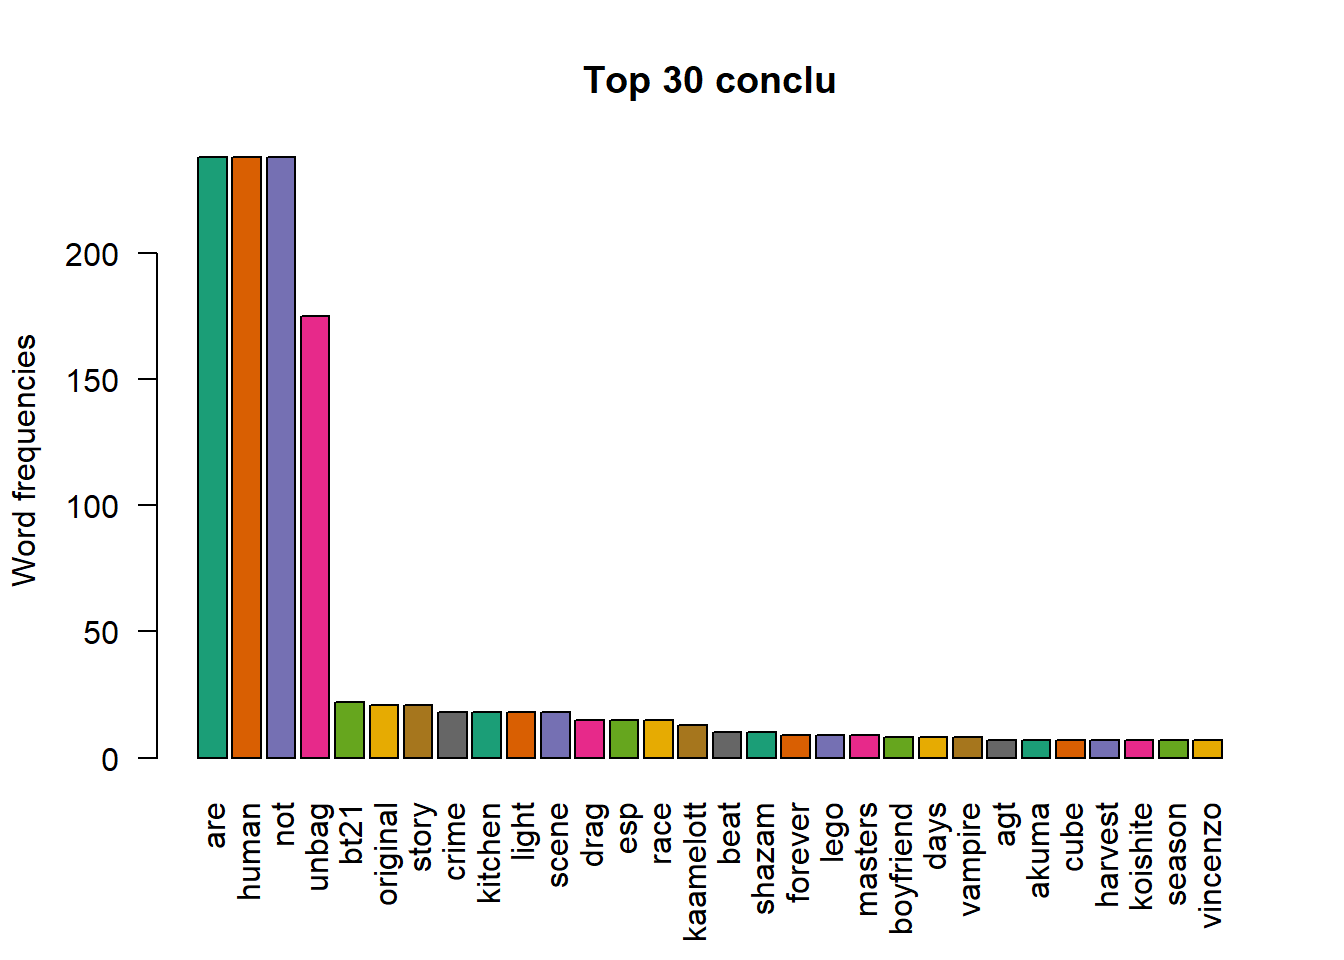 Top 30 conclu
Word frequencies
200
150
100
50
0
are
human
not
unbag
bt21
original
story
crime
kitchen
light
scene
drag
esp
race
kaamelott
beat
shazam
forever
lego
masters
boyfriend
days
vampire
agt
akuma
cube
harvest
koishite
season
vincenzo